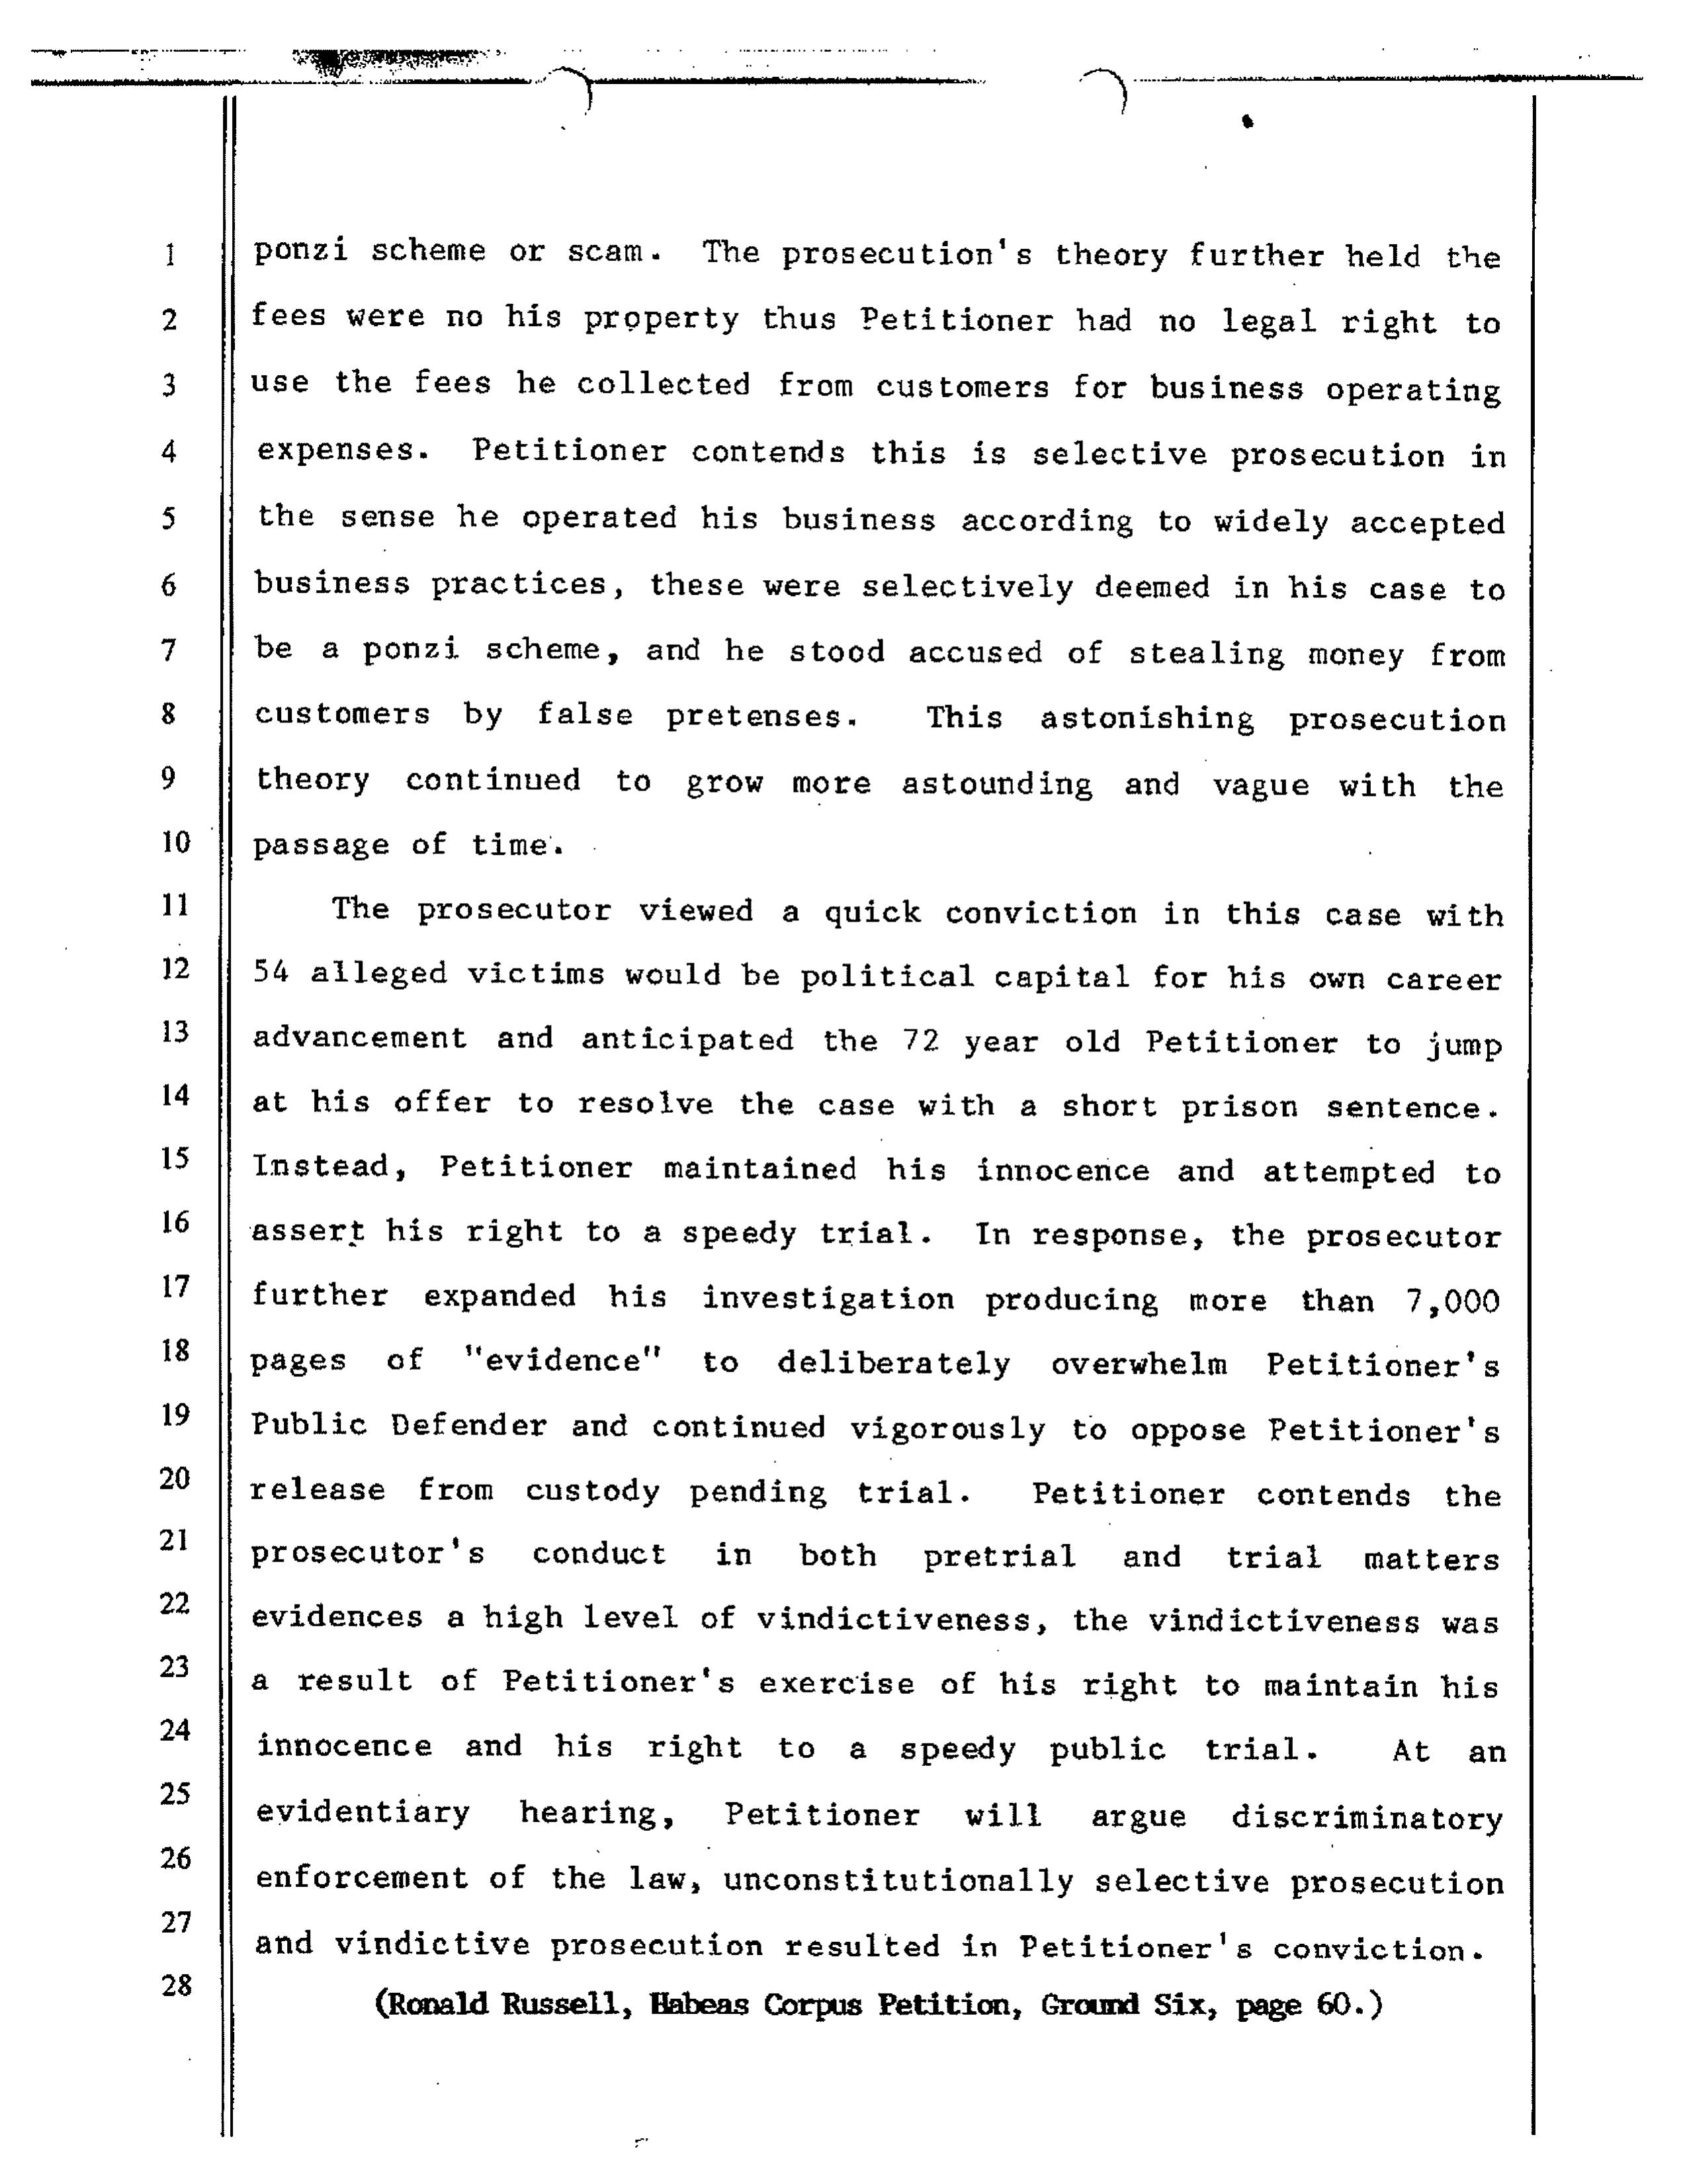 1 ponzi scheme or scam. The prosecution's theory further held the
2 fees were no his property thus Petitioner had no legal right to
3 use the fees he collected from customers for business operating
4 expenses. Petitioner contends this is selective prosecution in
5 the sense he operated his business according to widely accepted
6 business practices, these were selectively deemed in his case to
7 be a ponzi scheme, and he stood accused of stealing money from
8 customers by false pretenses. This astonishing prosecution
9 theory continued to grow more astounding and vague with the
10 passage of time.
11 The prosecutor viewed a quick conviction in this case with
12 54 alleged victims would be political capital for his own career
13 advancement and anticipated the 72 year old Petitioner to jump
14 at his offer to resolve the case with a short prison sentence.
15 Instead, Petitioner maintained his innocence and attempted to
16 assert his right to a speedy trial. In response, the prosecutor
17 further expanded his investigation producing more than 7,000
18 pages of "evidence" to deliberately overwhelm Petitioner's
19 Public Defender and continued vigorously to oppose Petitioner's
20 release from custody pending trial. Petitioner contends the
21 prosecutor's conduct in both pretrial and trial matters
22 evidences a high level of vindictiveness, the vindictiveness was
23 a result of Petitioner's exercise of his right to maintain his
24 innocence and his right to a speedy public trial. At an
25 evidentiary hearing, Petitioner will argue discriminatory
26 enforcement of the law, unconstitutionally selective prosecution
27 and vindictive prosecution resulted in Petitioner's conviction.
28 (Ronald Russell, Habeas Corpus Petition, Ground Six, page 60.)